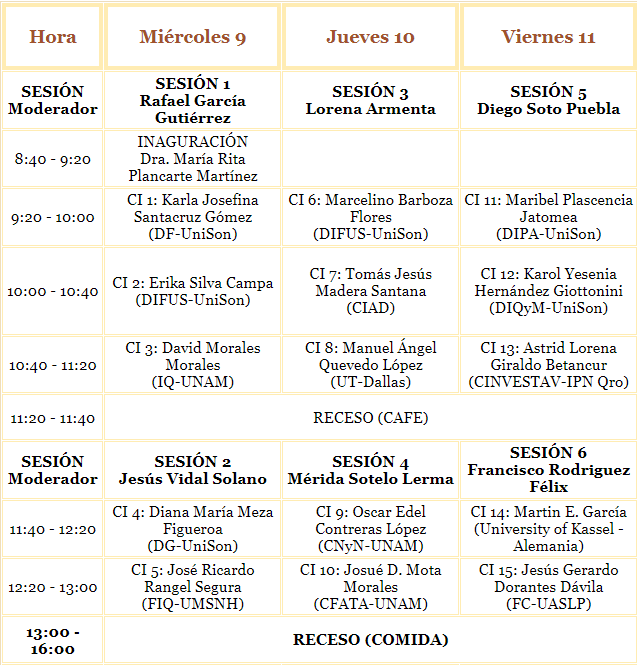 Hora Miércoles 9 Jueves 10 Viernes 11
SESIÓN
Moderador
SESIÓN 1
Rafael García
Gutiérrez
SESIÓN 3
Lorena Armenta
SESIÓN 5
Diego Soto Puebla
8:40 - 9:20
INAGURACIÓN
Dra. María Rita
Plancarte Martínez
9:20 - 10:00
CI 1: Karla Josefina
Santacruz Gómez
(DF-UniSon)
CI 6: Marcelino Barboza
Flores
(DIFUS-UniSon)
CI 11: Maribel Plascencia
Jatomea
(DIPA-UniSon)
10:00 - 10:40
CI 2: Erika Silva Campa
(DIFUS-UniSon)
CI 7: Tomás Jesús
Madera Santana
(CIAD)
CI 12: Karol Yesenia
Hernández Giottonini
(DIQyM-UniSon)
10:40 - 11:20
CI 3: David Morales
Morales
(IQ-UNAM)
CI 8: Manuel Ángel
Quevedo López
(UT-Dallas)
CI 13: Astrid Lorena
Giraldo Betancur
(CINVESTAV-IPN Qro)
11:20 - 11:40
RECESO (CAFE)
SESIÓN
Moderador
SESIÓN 2
Jesús Vidal Solano
SESIÓN 4
Mérida Sotelo Lerma
SESIÓN 6
Francisco Rodriguez
Félix
11:40 - 12:20
CI 4: Diana María Meza
Figueroa
(DG-UniSon)
CI 9: Oscar Edel
Contreras López
(CNyN-UNAM)
CI 14: Martin E. García
(University of Kassel -
Alemania)
12:20 - 13:00
CI 5: José Ricardo
Rangel Segura
(FIQ-UMSNH)
CI 10: Josué D. Mota
Morales
(CFATA-UNAM)
CI 15: Jesús Gerardo
Dorantes Dávila
(FC-UASLP)
13:00 -
16:00
RECESO (COMIDA)